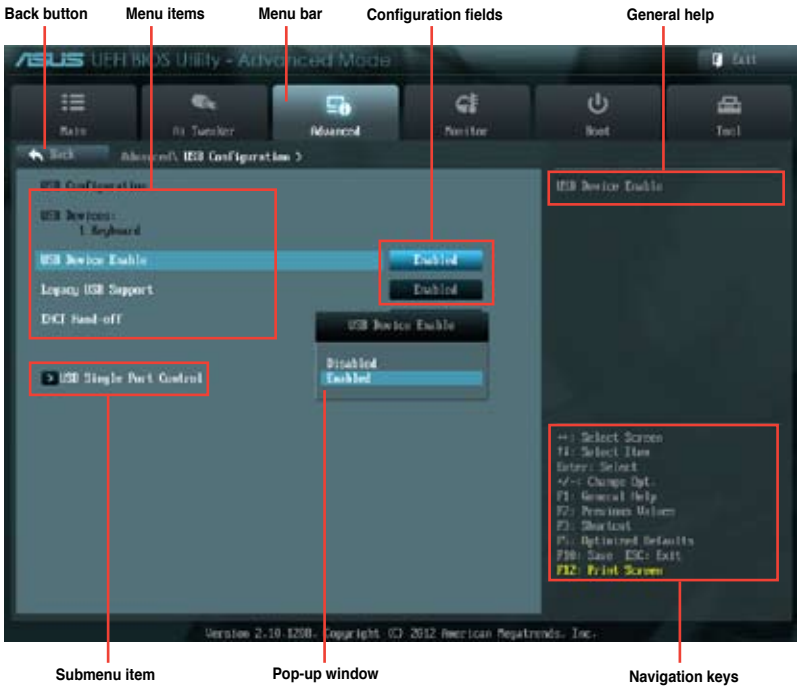 Back button
Menu items
Menu bar
Configuration fields
General help
ASUS UEFI BIOS Utility - Advanced Mode
Exit
Main
Ai Tweaker
Advanced
Monitor
Boot
Tool
Back
Advanced\ USB Configuration >
USB Configuration
USB Device Enable
USB Devices:
1 Keyboard
USB Device Enable
Enabled
Legacy USB Support
Enabled
EHCI Hand-off
USB Device Enable
Disabled
Enabled
> USB Single Port Control
↔: Select Screen
↑↓: Select Item
Enter: Select
+/-: Change Opt.
F1: General Help
F2: Previous Values
F3: Shortcut
F5: Optimized Defaults
F10: Save ESC: Exit
F12: Print Screen
Version 2.10.1208. Copyright (C) 2012 American Megatrends, Inc.
Submenu item
Pop-up window
Navigation keys